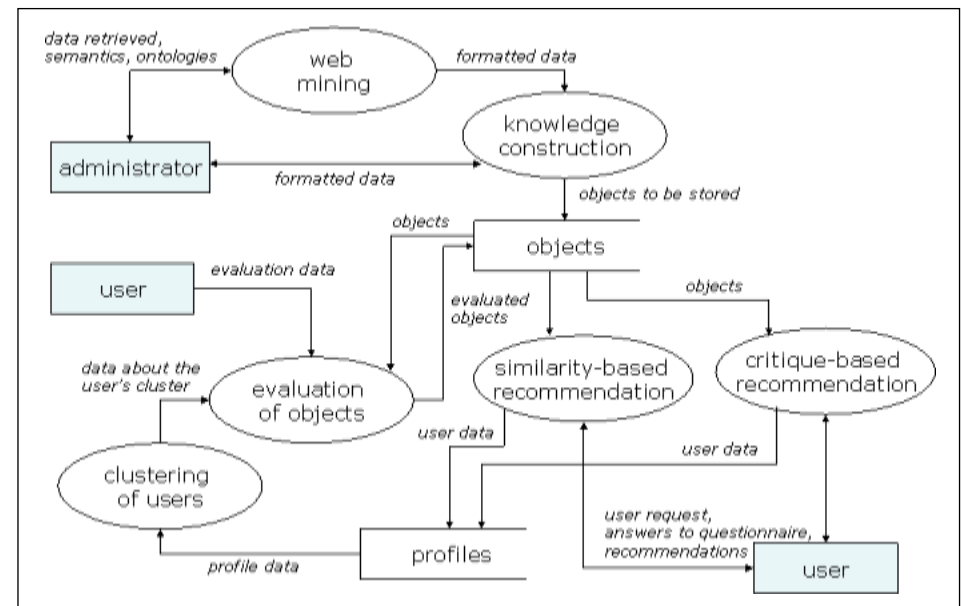 data retrieved,
semantics, ontologies
web
mining
formatted data
knowledge
construction
administrator
formatted data
objects to be stored
objects
objects
user
evaluation data
evaluated
objects
objects
data about the
user's cluster
evaluation
of objects
similarity-based
recommendation
critique-based
recommendation
user data
user data
clustering
of users
user request,
answers to questionnaire,
recommendations
profiles
profile data
user